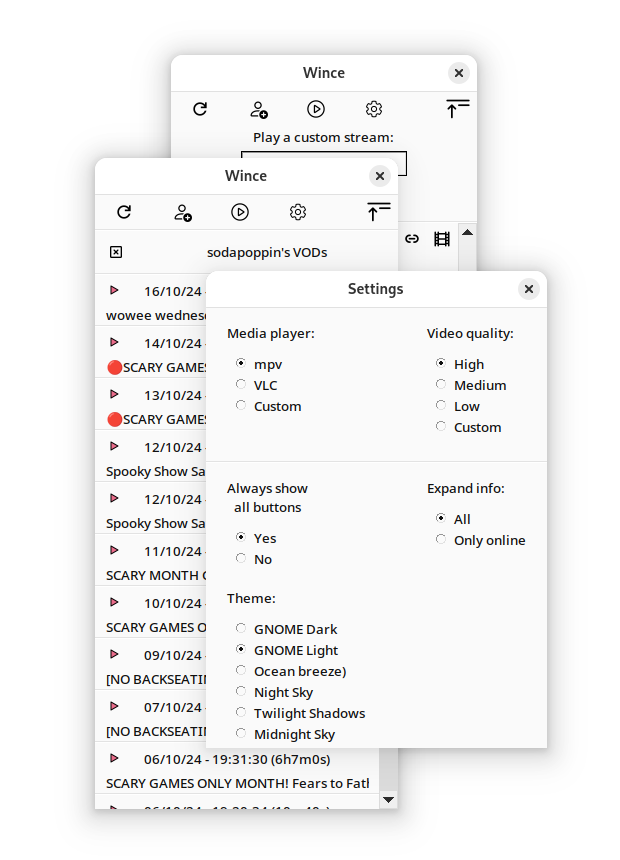 Wince
Play a custom stream:
Wince
sodapoppin's VODs
16/10/24 -
wowee wednes
14/10/24 -
SCARY GAMES
13/10/24 -
SCARY GAMES
12/10/24 -
Spooky Show Sa
12/10/24 -
Spooky Show Sa
11/10/24 -
SCARY MONTH
10/10/24 -
SCARY GAMES O
09/10/24 -
[NO BACKSEATI
07/10/24 -
[NO BACKSEATI
06/10/24 - 19:31:30 (6h7m0s)
SCARY GAMES ONLY MONTH! Fears to Fath
Settings
Media player:
mpv
VLC
Custom
Video quality:
High
Medium
Low
Custom
Always show
all buttons
Yes
No
Expand info:
All
Only online
Theme:
GNOME Dark
GNOME Light
Ocean breeze)
Night Sky
Twilight Shadows
Midnight Sky